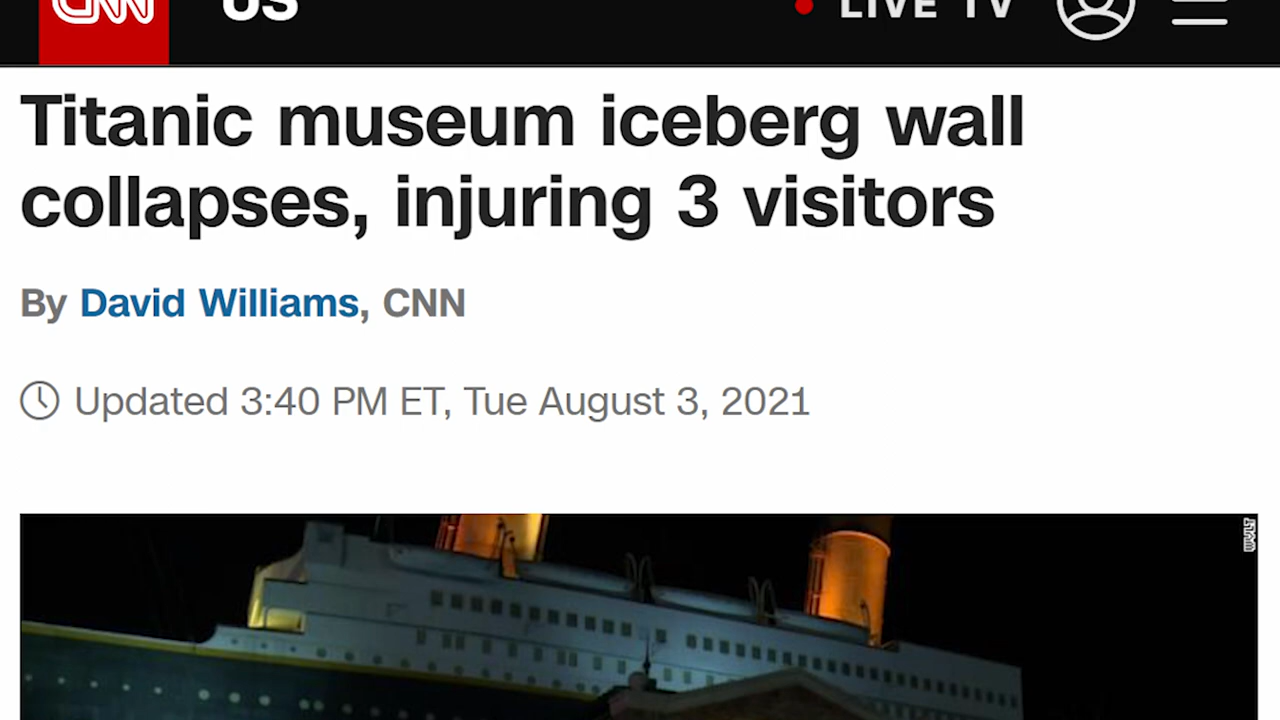 CNN US LIVE TV
Titanic museum iceberg wall
collapses, injuring 3 visitors
By David Williams, CNN
Updated 3:40 PM ET, Tue August 3, 2021
WVLT